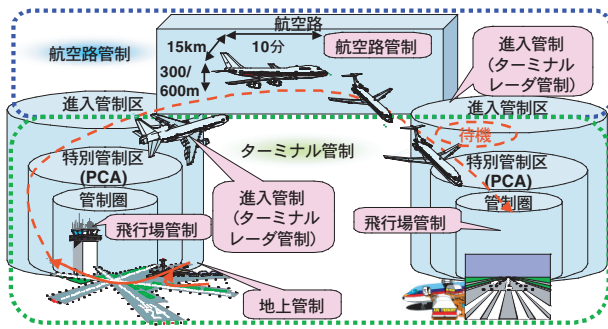 航空路
15km
10分
航空路管制
航空路管制
300/
600m
進入管制
(ターミナル
レーダ管制)
進入管制区
進入管制区
待機
ターミナル管制
特別管制区
(PCA)
特別管制区
(PCA)
進入管制
(ターミナル
レーダ管制)
管制圏
管制圏
飛行場管制
飛行場管制
地上管制